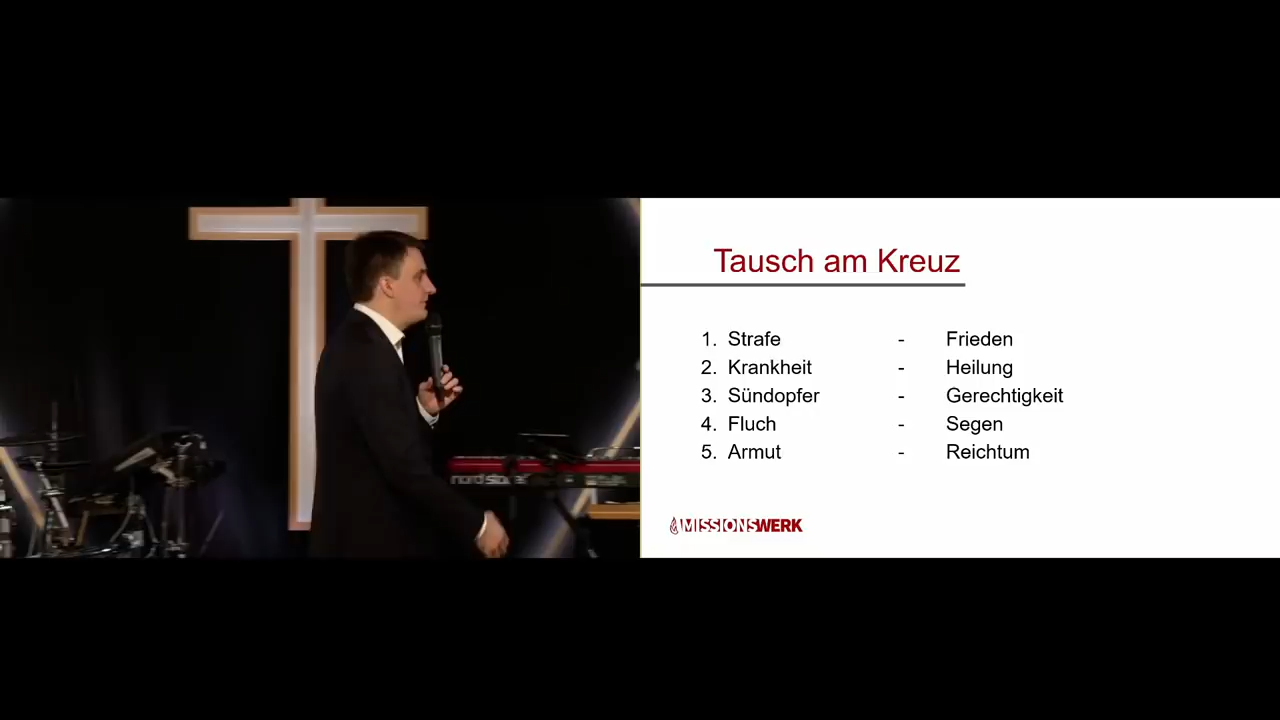 Tausch am Kreuz
1. Strafe - Frieden
2. Krankheit - Heilung
3. Sündopfer - Gerechtigkeit
4. Fluch - Segen
5. Armut - Reichtum
MISSIONSWERK
nord stage